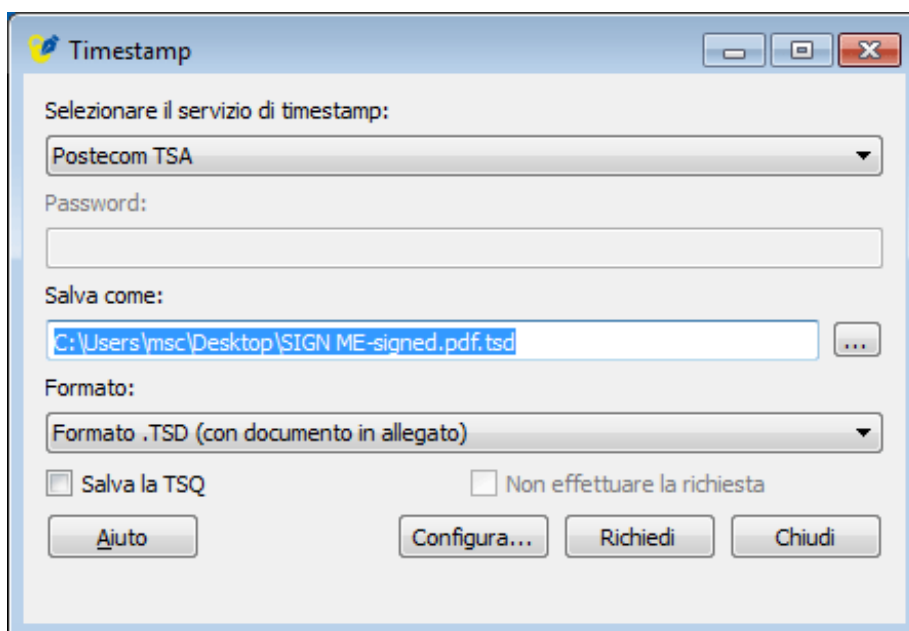 Timestamp
Selezionare il servizio di timestamp:
Postecom TSA
Password:
Salva come:
C:\Users\msc\Desktop\SIGN ME-signed.pdf.tsd
...
Formato:
Formato .TSD (con documento in allegato)
Salva la TSQ Non effettuare la richiesta
Aiuto Configura... Richiedi Chiudi